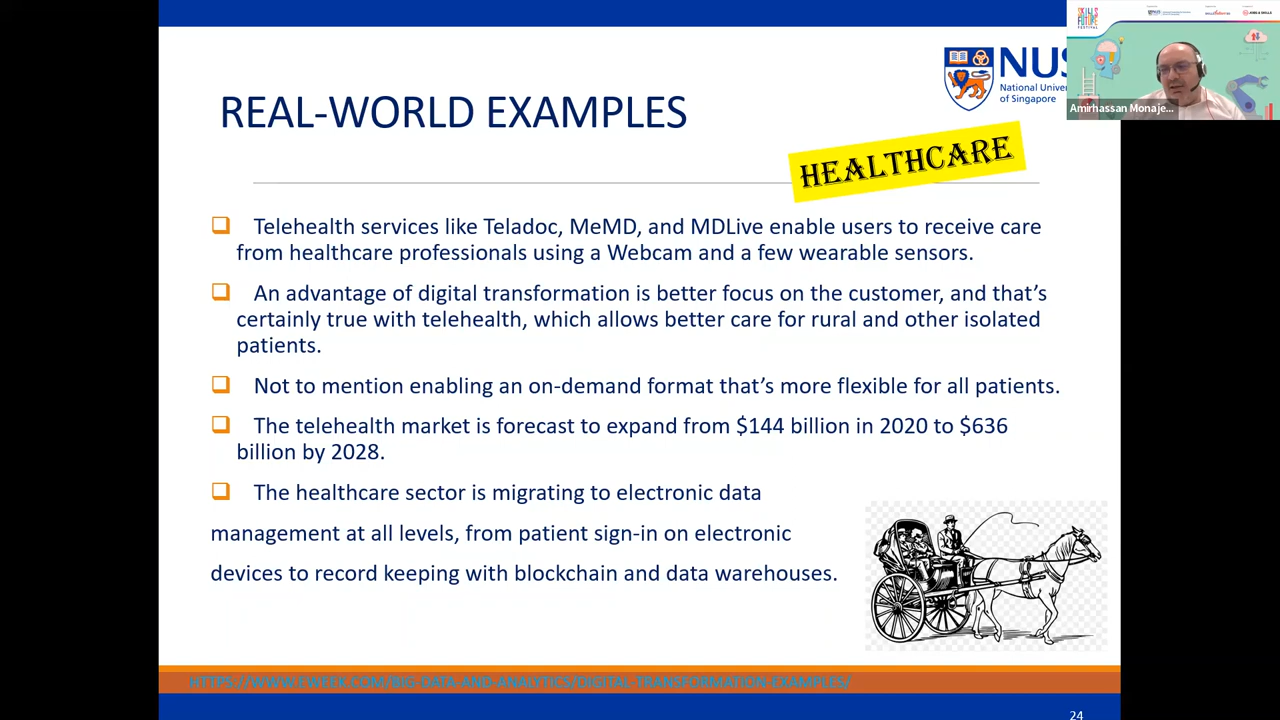 SKILLS
FUTURE
FESTIVAL
NUS
National Univer
of Singapore
Amirhassan Monaje...
REAL-WORLD EXAMPLES
HEALTHCARE
Telehealth services like Teladoc, MeMD, and MDLive enable users to receive care
from healthcare professionals using a Webcam and a few wearable sensors.
An advantage of digital transformation is better focus on the customer, and that's
certainly true with telehealth, which allows better care for rural and other isolated
patients.
Not to mention enabling an on-demand format that's more flexible for all patients.
The telehealth market is forecast to expand from $144 billion in 2020 to $636
billion by 2028.
The healthcare sector is migrating to electronic data
management at all levels, from patient sign-in on electronic
devices to record keeping with blockchain and data warehouses.
HTTPS://WWW.EWEEK.COM/BIG-DATA-AND-ANALYTICS/DIGITAL-TRANSFORMATION-EXAMPLES/
24